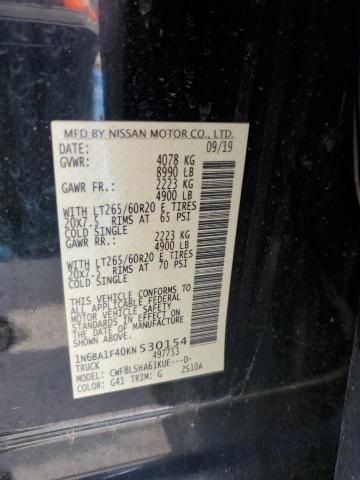 MFD BY NISSAN MOTOR CO., LTD.
DATE: 09/19
GVWR: 4078 KG
8990 LB
GAWR FR.: 2223 KG
4900 LB
WITH LT265/60R20 E TIRES
20X7.5 RIMS AT 65 PSI
COLD SINGLE
GAWR RR.: 2223 KG
4900 LB
WITH LT265/60R20 E TIRES
20X7.5 RIMS AT 70 PSI
COLD SINGLE
THIS VEHICLE CONFORMS TO
ALL APPLICABLE FEDERAL
MOTOR VEHICLE SAFETY
STANDARDS IN EFFECT ON
THE DATE OF MANUFACTURE
SHOWN ABOVE.
1N6BA1F40KN530154
TRUCK 497753
MODEL: CWF8LSHA61KUE---D-
COLOR: G41 TRIM: G ZS10A